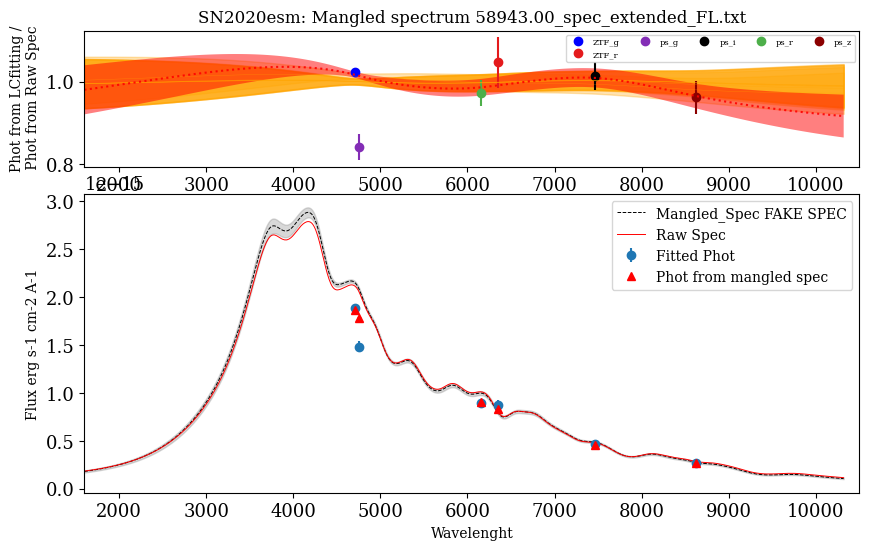 SN2020esm: Mangled spectrum 58943.00_spec_extended_FL.txt
Phot from LCfitting /
Phot from Raw Spec
1.0
0.8
ZTF_g ps_g ps_i ps_r ps_z
ZTF_r
2000 3000 4000 5000 6000 7000 8000 9000 10000
1e−15
Flux erg s-1 cm-2 A-1
3.0
2.5
2.0
1.5
1.0
0.5
0.0
Mangled_Spec FAKE SPEC
Raw Spec
Fitted Phot
Phot from mangled spec
2000 3000 4000 5000 6000 7000 8000 9000 10000
Wavelenght